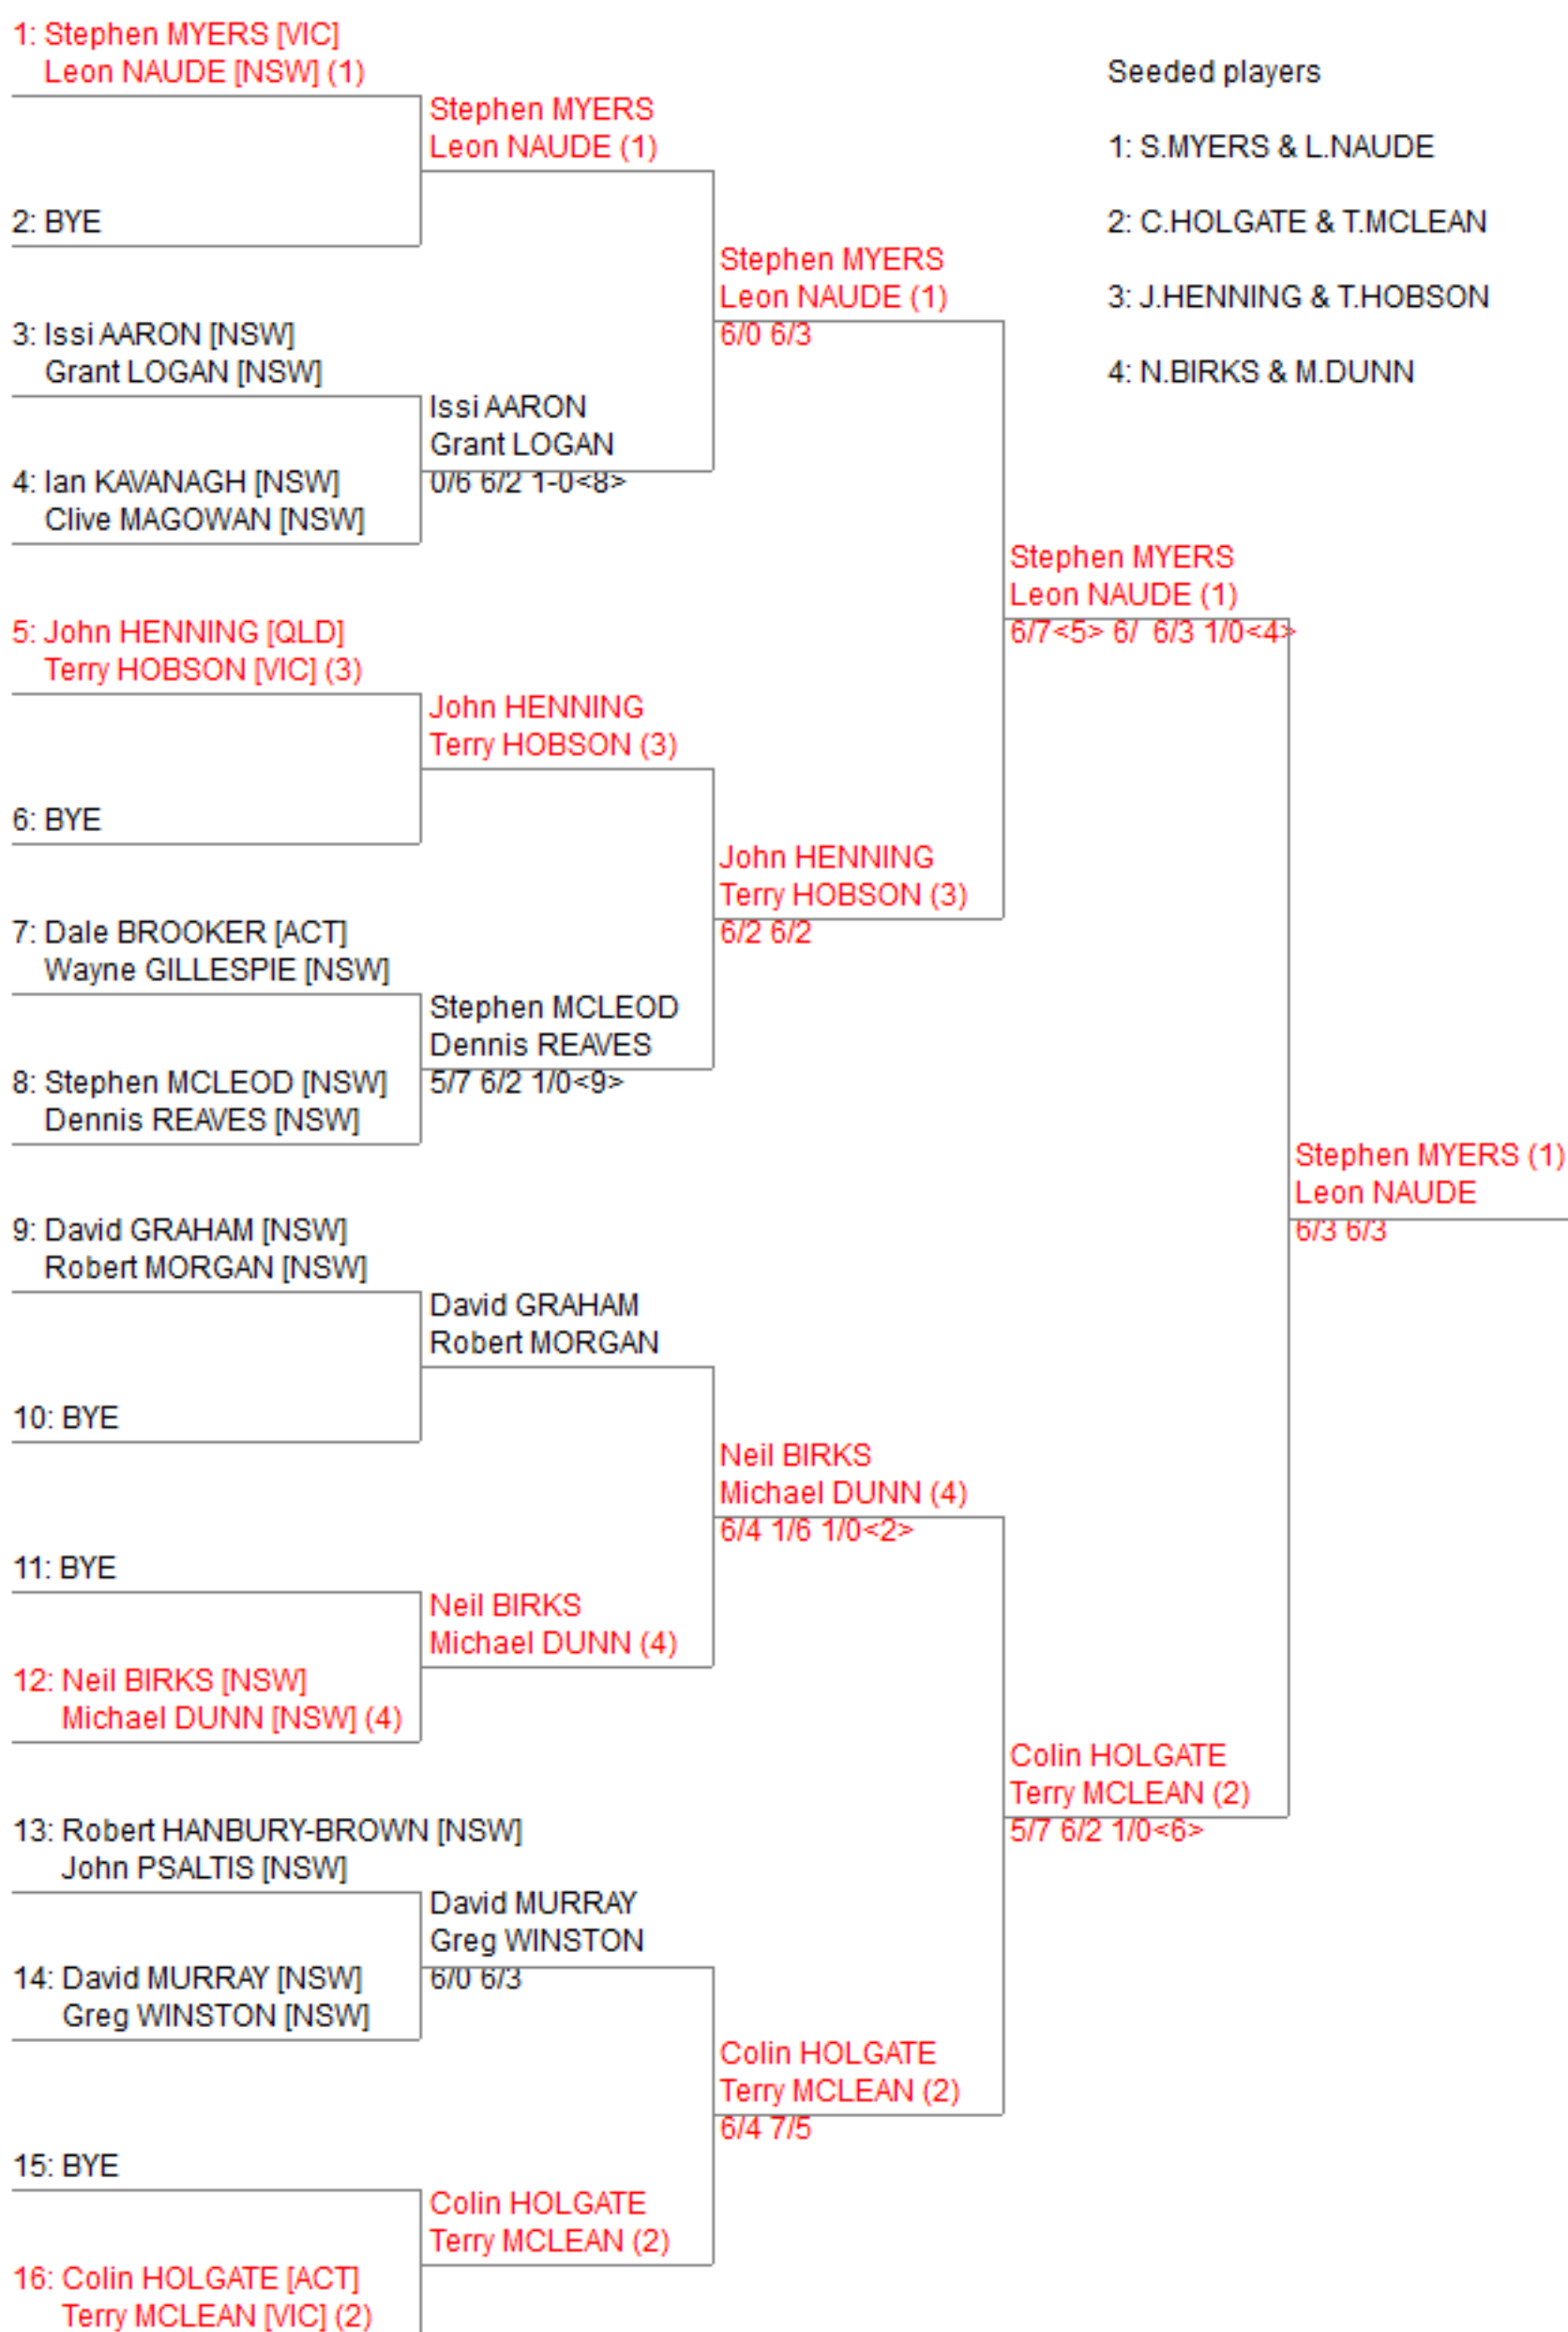 1: Stephen MYERS [VIC]
Leon NAUDE [NSW] (1)
Stephen MYERS
Leon NAUDE (1)
2: BYE
Stephen MYERS
Leon NAUDE (1)
6/0 6/3
3: Issi AARON [NSW]
Grant LOGAN [NSW]
Issi AARON
Grant LOGAN
0/6 6/2 1-0<8>
4: Ian KAVANAGH [NSW]
Clive MAGOWAN [NSW]
Stephen MYERS
Leon NAUDE (1)
6/7<5> 6/  6/3 1/0<4>
5: John HENNING [QLD]
Terry HOBSON [VIC] (3)
John HENNING
Terry HOBSON (3)
6: BYE
John HENNING
Terry HOBSON (3)
6/2 6/2
7: Dale BROOKER [ACT]
Wayne GILLESPIE [NSW]
Stephen MCLEOD
Dennis REAVES
5/7 6/2 1/0<9>
8: Stephen MCLEOD [NSW]
Dennis REAVES [NSW]
Stephen MYERS (1)
Leon NAUDE
6/3 6/3
9: David GRAHAM [NSW]
Robert MORGAN [NSW]
David GRAHAM
Robert MORGAN
10: BYE
Neil BIRKS
Michael DUNN (4)
6/4 1/6 1/0<2>
11: BYE
Neil BIRKS
Michael DUNN (4)
12: Neil BIRKS [NSW]
Michael DUNN [NSW] (4)
Colin HOLGATE
Terry MCLEAN (2)
5/7 6/2 1/0<6>
13: Robert HANBURY-BROWN [NSW]
John PSALTIS [NSW]
David MURRAY
Greg WINSTON
6/0 6/3
14: David MURRAY [NSW]
Greg WINSTON [NSW]
Colin HOLGATE
Terry MCLEAN (2)
6/4 7/5
15: BYE
Colin HOLGATE
Terry MCLEAN (2)
16: Colin HOLGATE [ACT]
Terry MCLEAN [VIC] (2)
Seeded players
1: S.MYERS & L.NAUDE
2: C.HOLGATE & T.MCLEAN
3: J.HENNING & T.HOBSON
4: N.BIRKS & M.DUNN